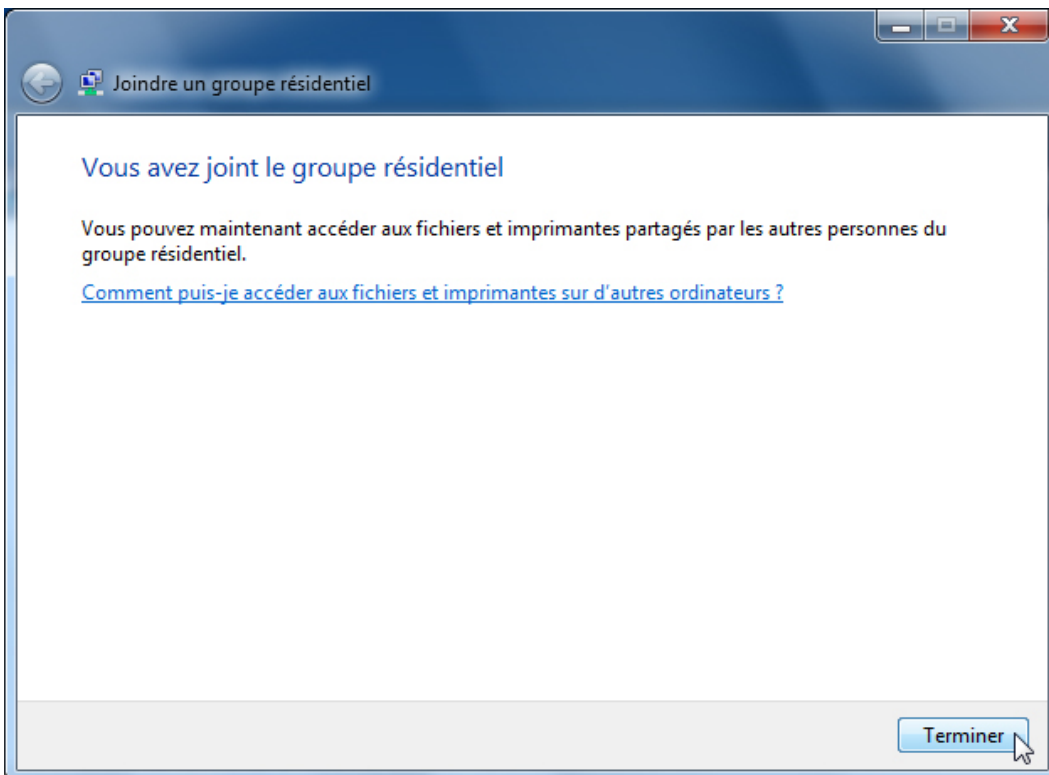 Joindre un groupe résidentiel
Vous avez joint le groupe résidentiel
Vous pouvez maintenant accéder aux fichiers et imprimantes partagés par les autres personnes du
groupe résidentiel.
Comment puis-je accéder aux fichiers et imprimantes sur d'autres ordinateurs ?
Terminer